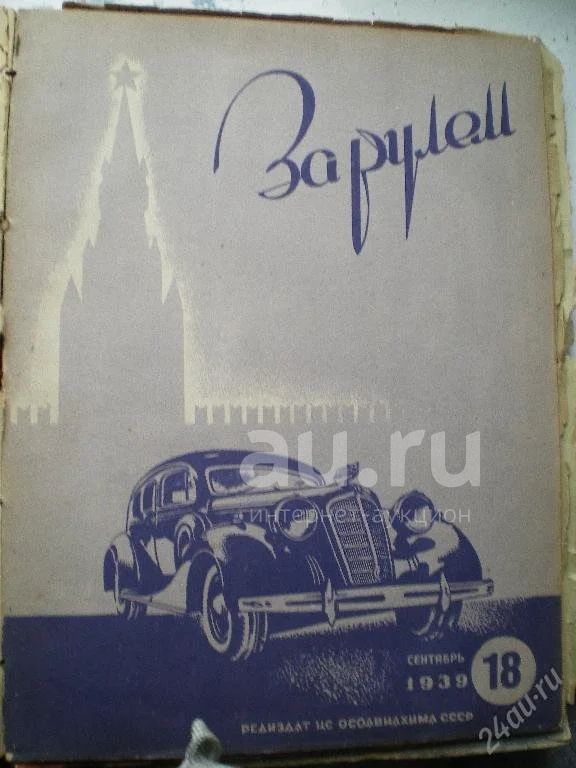 За рулем
au.ru
интернет-аукцион
СЕНТЯБРЬ
1939
18
РЕДИЗДАТ ЦС ОСОАВИАХИМА СССР
24au.ru